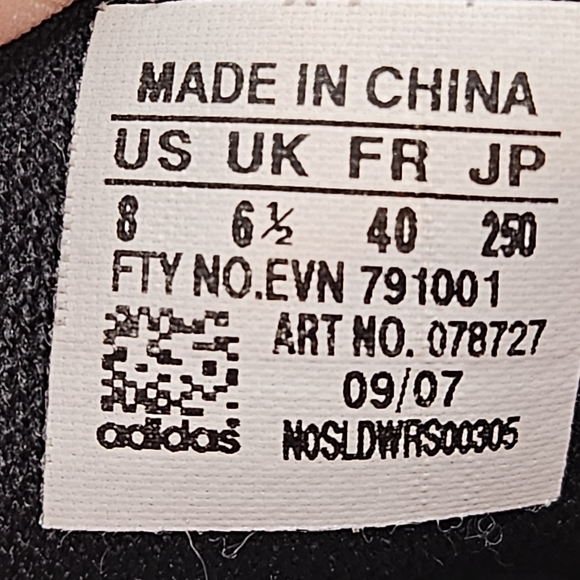 MADE IN CHINA
US UK FR JP
8 6½ 40 250
FTY NO.EVN 791001
ART NO. 078727
09/07
adidas N0SLDWRS00305